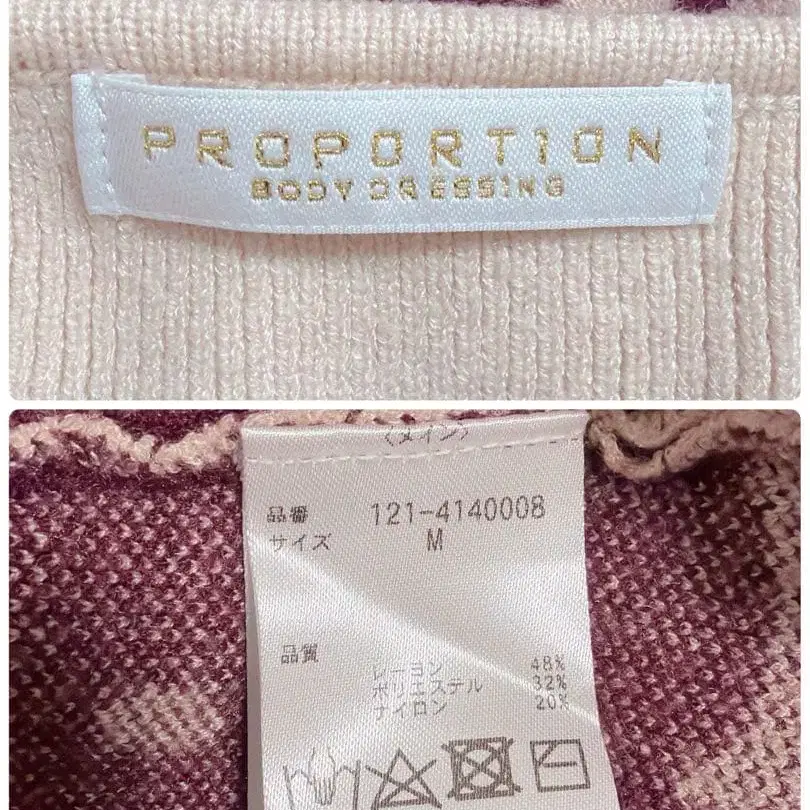 PROPORTION
BODY DRESSING
〈メイン〉
品番 121-4140008
サイズ M
品質
レーヨン 48%
ポリエステル 32%
ナイロン 20%